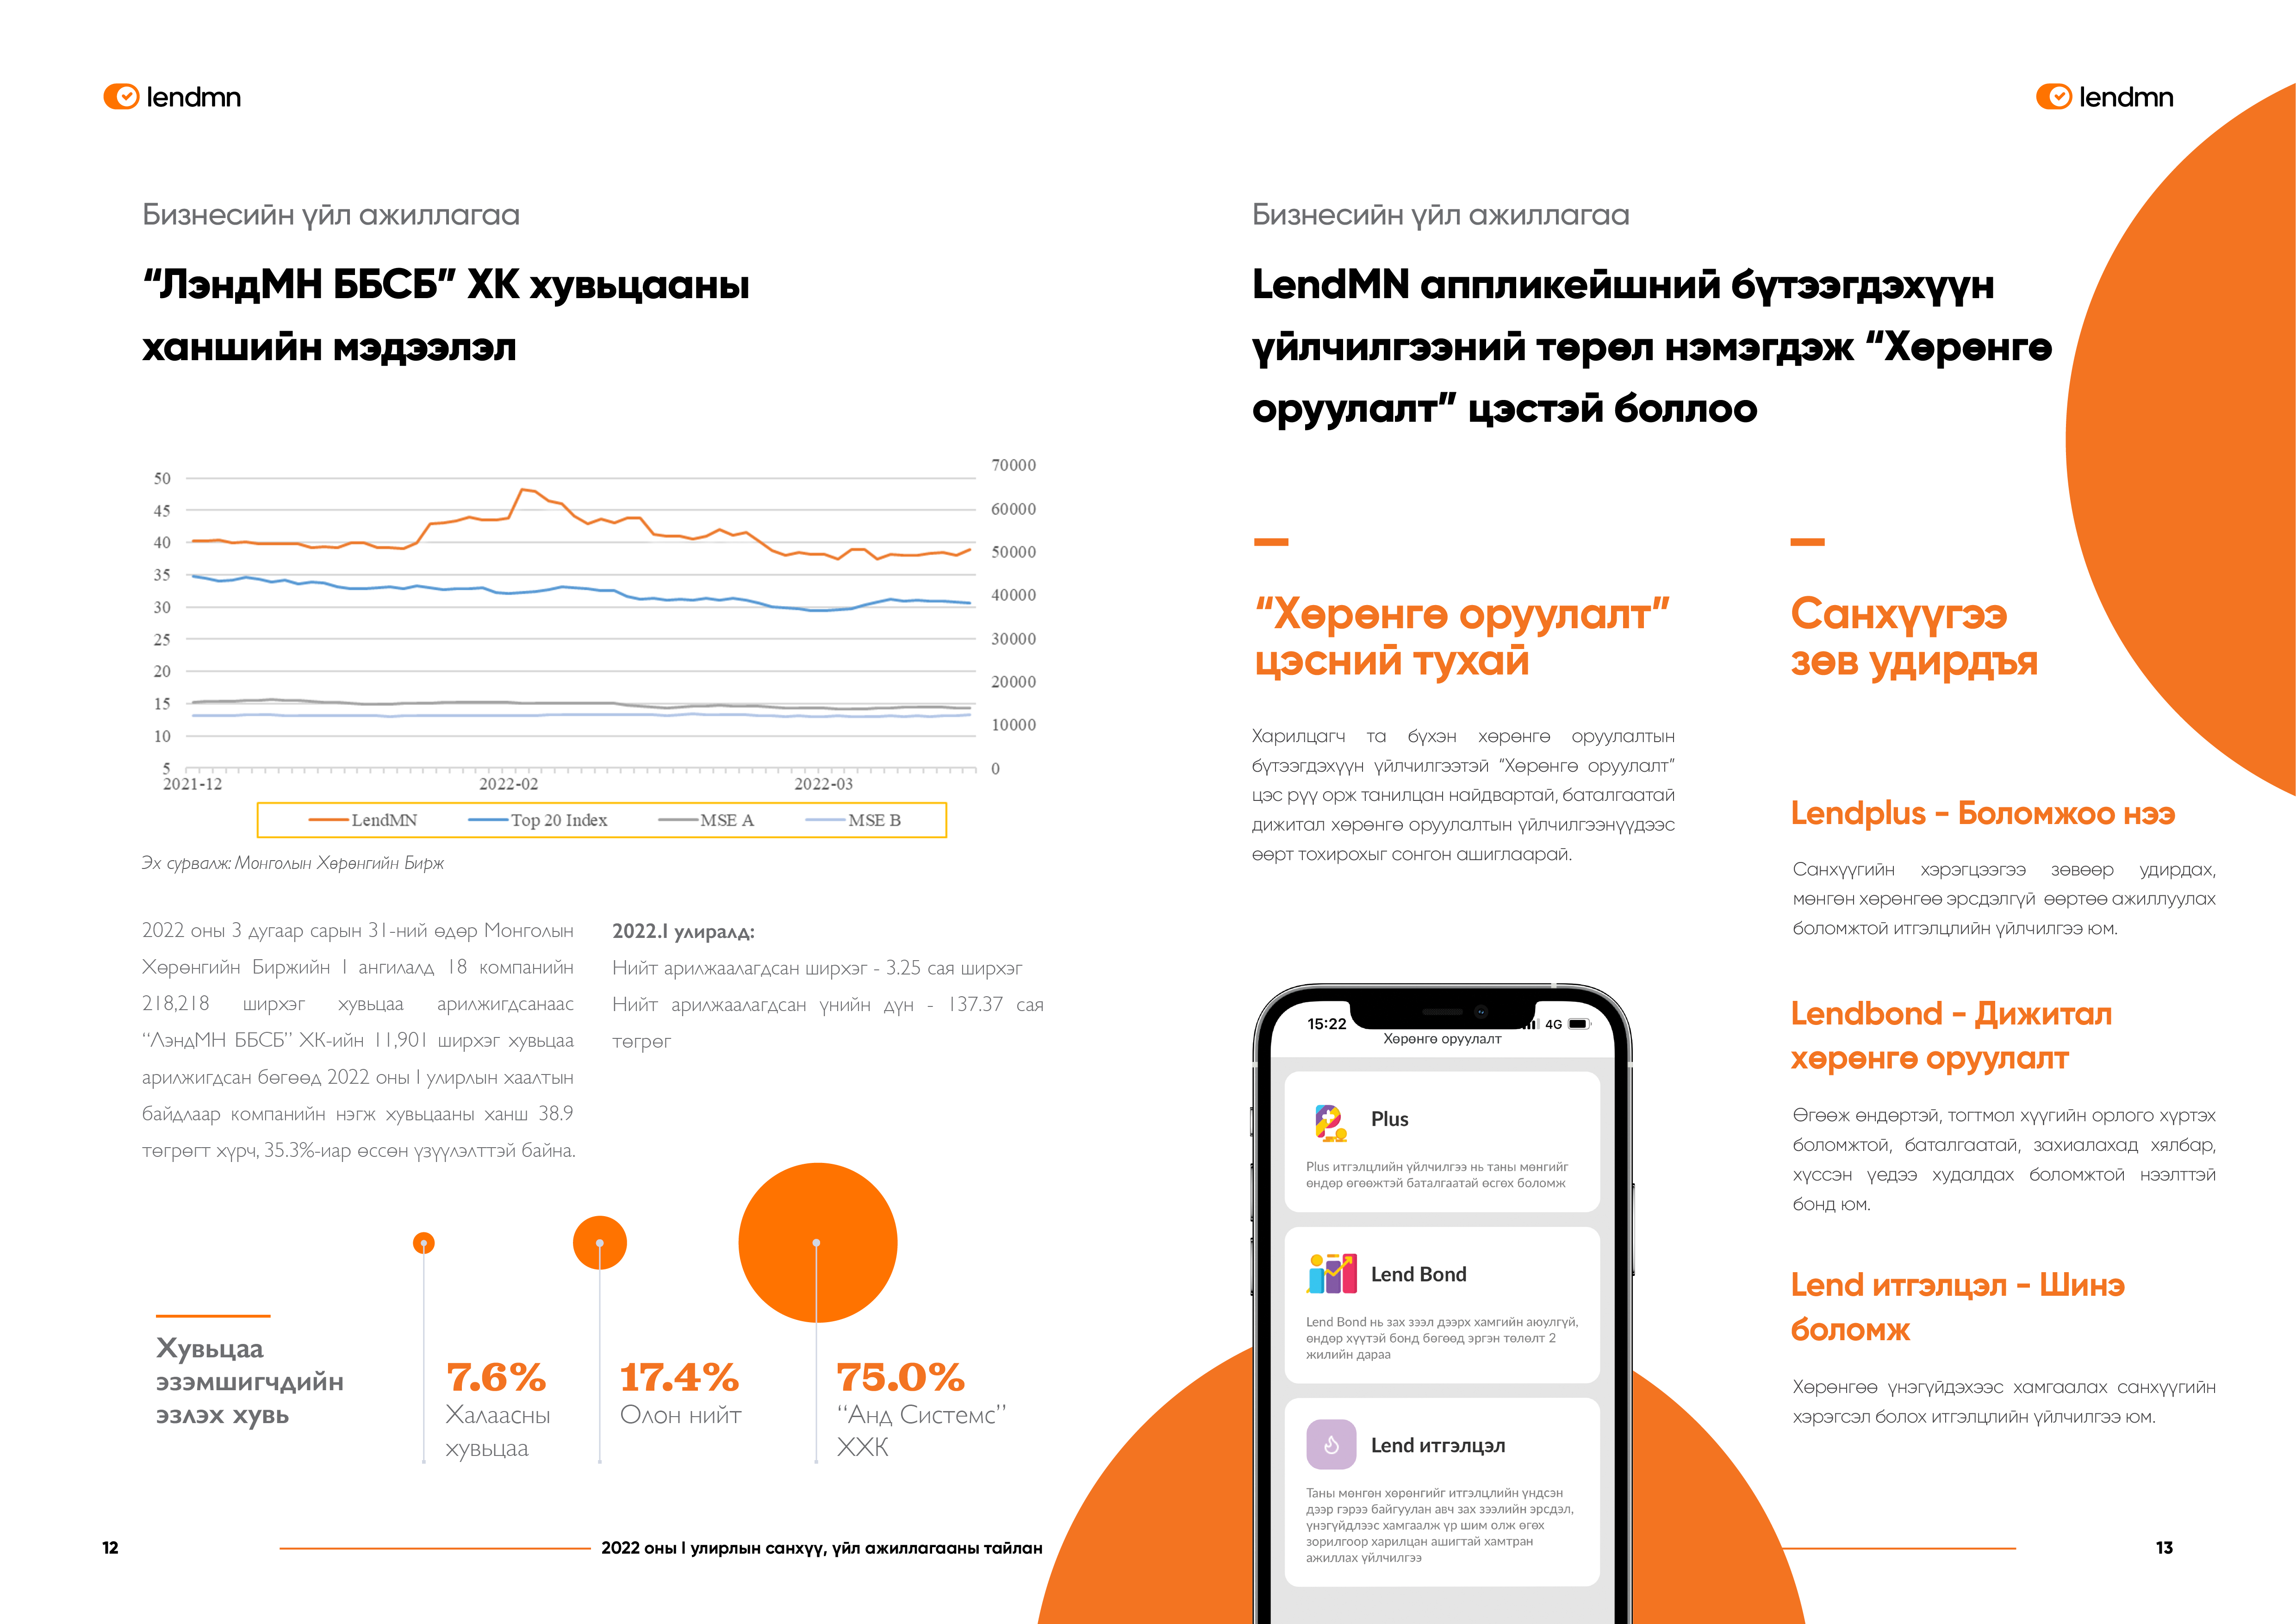 lendmn
Бизнесийн үйл ажиллагаа
“ЛэндМН ББСБ” ХК хувьцааны
ханшийн мэдээлэл
50
45
40
35
30
25
20
15
10
5
70000
60000
50000
40000
30000
20000
10000
0
2021-12
2022-02
2022-03
LendMN
Top 20 Index
MSE A
MSE B
Эх сурвалж: Монголын Хөрөнгийн Бирж
2022 оны 3 дугаар сарын 31-ний өдөр Монголын
Хөрөнгийн Биржийн I ангилалд 18 компанийн
218,218 ширхэг хувьцаа арилжигдсанаас
“ЛэндМН ББСБ” ХК-ийн 11,901 ширхэг хувьцаа
арилжигдсан бөгөөд 2022 оны I улирлын хаалтын
байдлаар компанийн нэгж хувьцааны ханш 38.9
төгрөгт хүрч, 35.3%-иар өссөн үзүүлэлттэй байна.
2022.I улиралд:
Нийт арилжаалагдсан ширхэг - 3.25 сая ширхэг
Нийт арилжаалагдсан үнийн дүн - 137.37 сая
төгрөг
Хувьцаа
эзэмшигчдийн
эзлэх хувь
7.6%
Халаасны
хувьцаа
17.4%
Олон нийт
75.0%
“Анд Системс”
ХХК
12
2022 оны I улирлын санхүү, үйл ажиллагааны тайлан
lendmn
Бизнесийн үйл ажиллагаа
LendMN аппликейшний бүтээгдэхүүн
үйлчилгээний төрөл нэмэгдэж “Хөрөнгө
оруулалт” цэстэй боллоо
“Хөрөнгө оруулалт”
цэсний тухай
Харилцагч та бүхэн хөрөнгө оруулалтын
бүтээгдэхүүн үйлчилгээтэй “Хөрөнгө оруулалт”
цэс рүү орж танилцан найдвартай, баталгаатай
дижитал хөрөнгө оруулалтын үйлчилгээнүүдээс
өөрт тохирохыг сонгон ашиглаарай.
15:22
4G
Хөрөнгө оруулалт
Plus
Plus итгэлцлийн үйлчилгээ нь таны мөнгийг
өндөр өгөөжтэй баталгаатай өсгөх боломж
Lend Bond
Lend Bond нь зах зээл дээрх хамгийн аюулгүй,
өндөр хүүтэй бонд бөгөөд эргэн төлөлт 2
жилийн дараа
Lend итгэлцэл
Таны мөнгөн хөрөнгийг итгэлцлийн үндсэн
дээр гэрээ байгуулан авч зах зээлийн эрсдэл,
үнэгүйдлээс хамгаалж үр шим олж өгөх
зорилгоор харилцан ашигтай хамтран
ажиллах үйлчилгээ
Санхүүгээ
зөв удирдъя
Lendplus - Боломжоо нээ
Санхүүгийн хэрэгцээгээ зөвөөр удирдах,
мөнгөн хөрөнгөө эрсдэлгүй өөртөө ажиллуулах
боломжтой итгэлцлийн үйлчилгээ юм.
Lendbond - Дижитал
хөрөнгө оруулалт
Өгөөж өндөртэй, тогтмол хүүгийн орлого хүртэх
боломжтой, баталгаатай, захиалахад хялбар,
хүссэн үедээ худалдах боломжтой нээлттэй
бонд юм.
Lend итгэлцэл - Шинэ
боломж
Хөрөнгөө үнэгүйдэхээс хамгаалах санхүүгийн
хэрэгсэл болох итгэлцлийн үйлчилгээ юм.
13